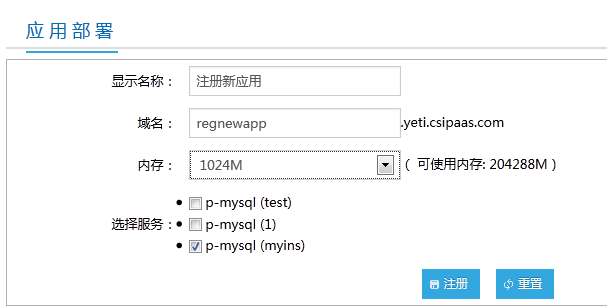 应用部署
显示名称： 注册新应用
域名： regnewapp .yeti.csipaas.com
内存： 1024M （ 可使用内存: 204288M ）
p-mysql (test)
选择服务： p-mysql (1)
p-mysql (myins)
注册 重置